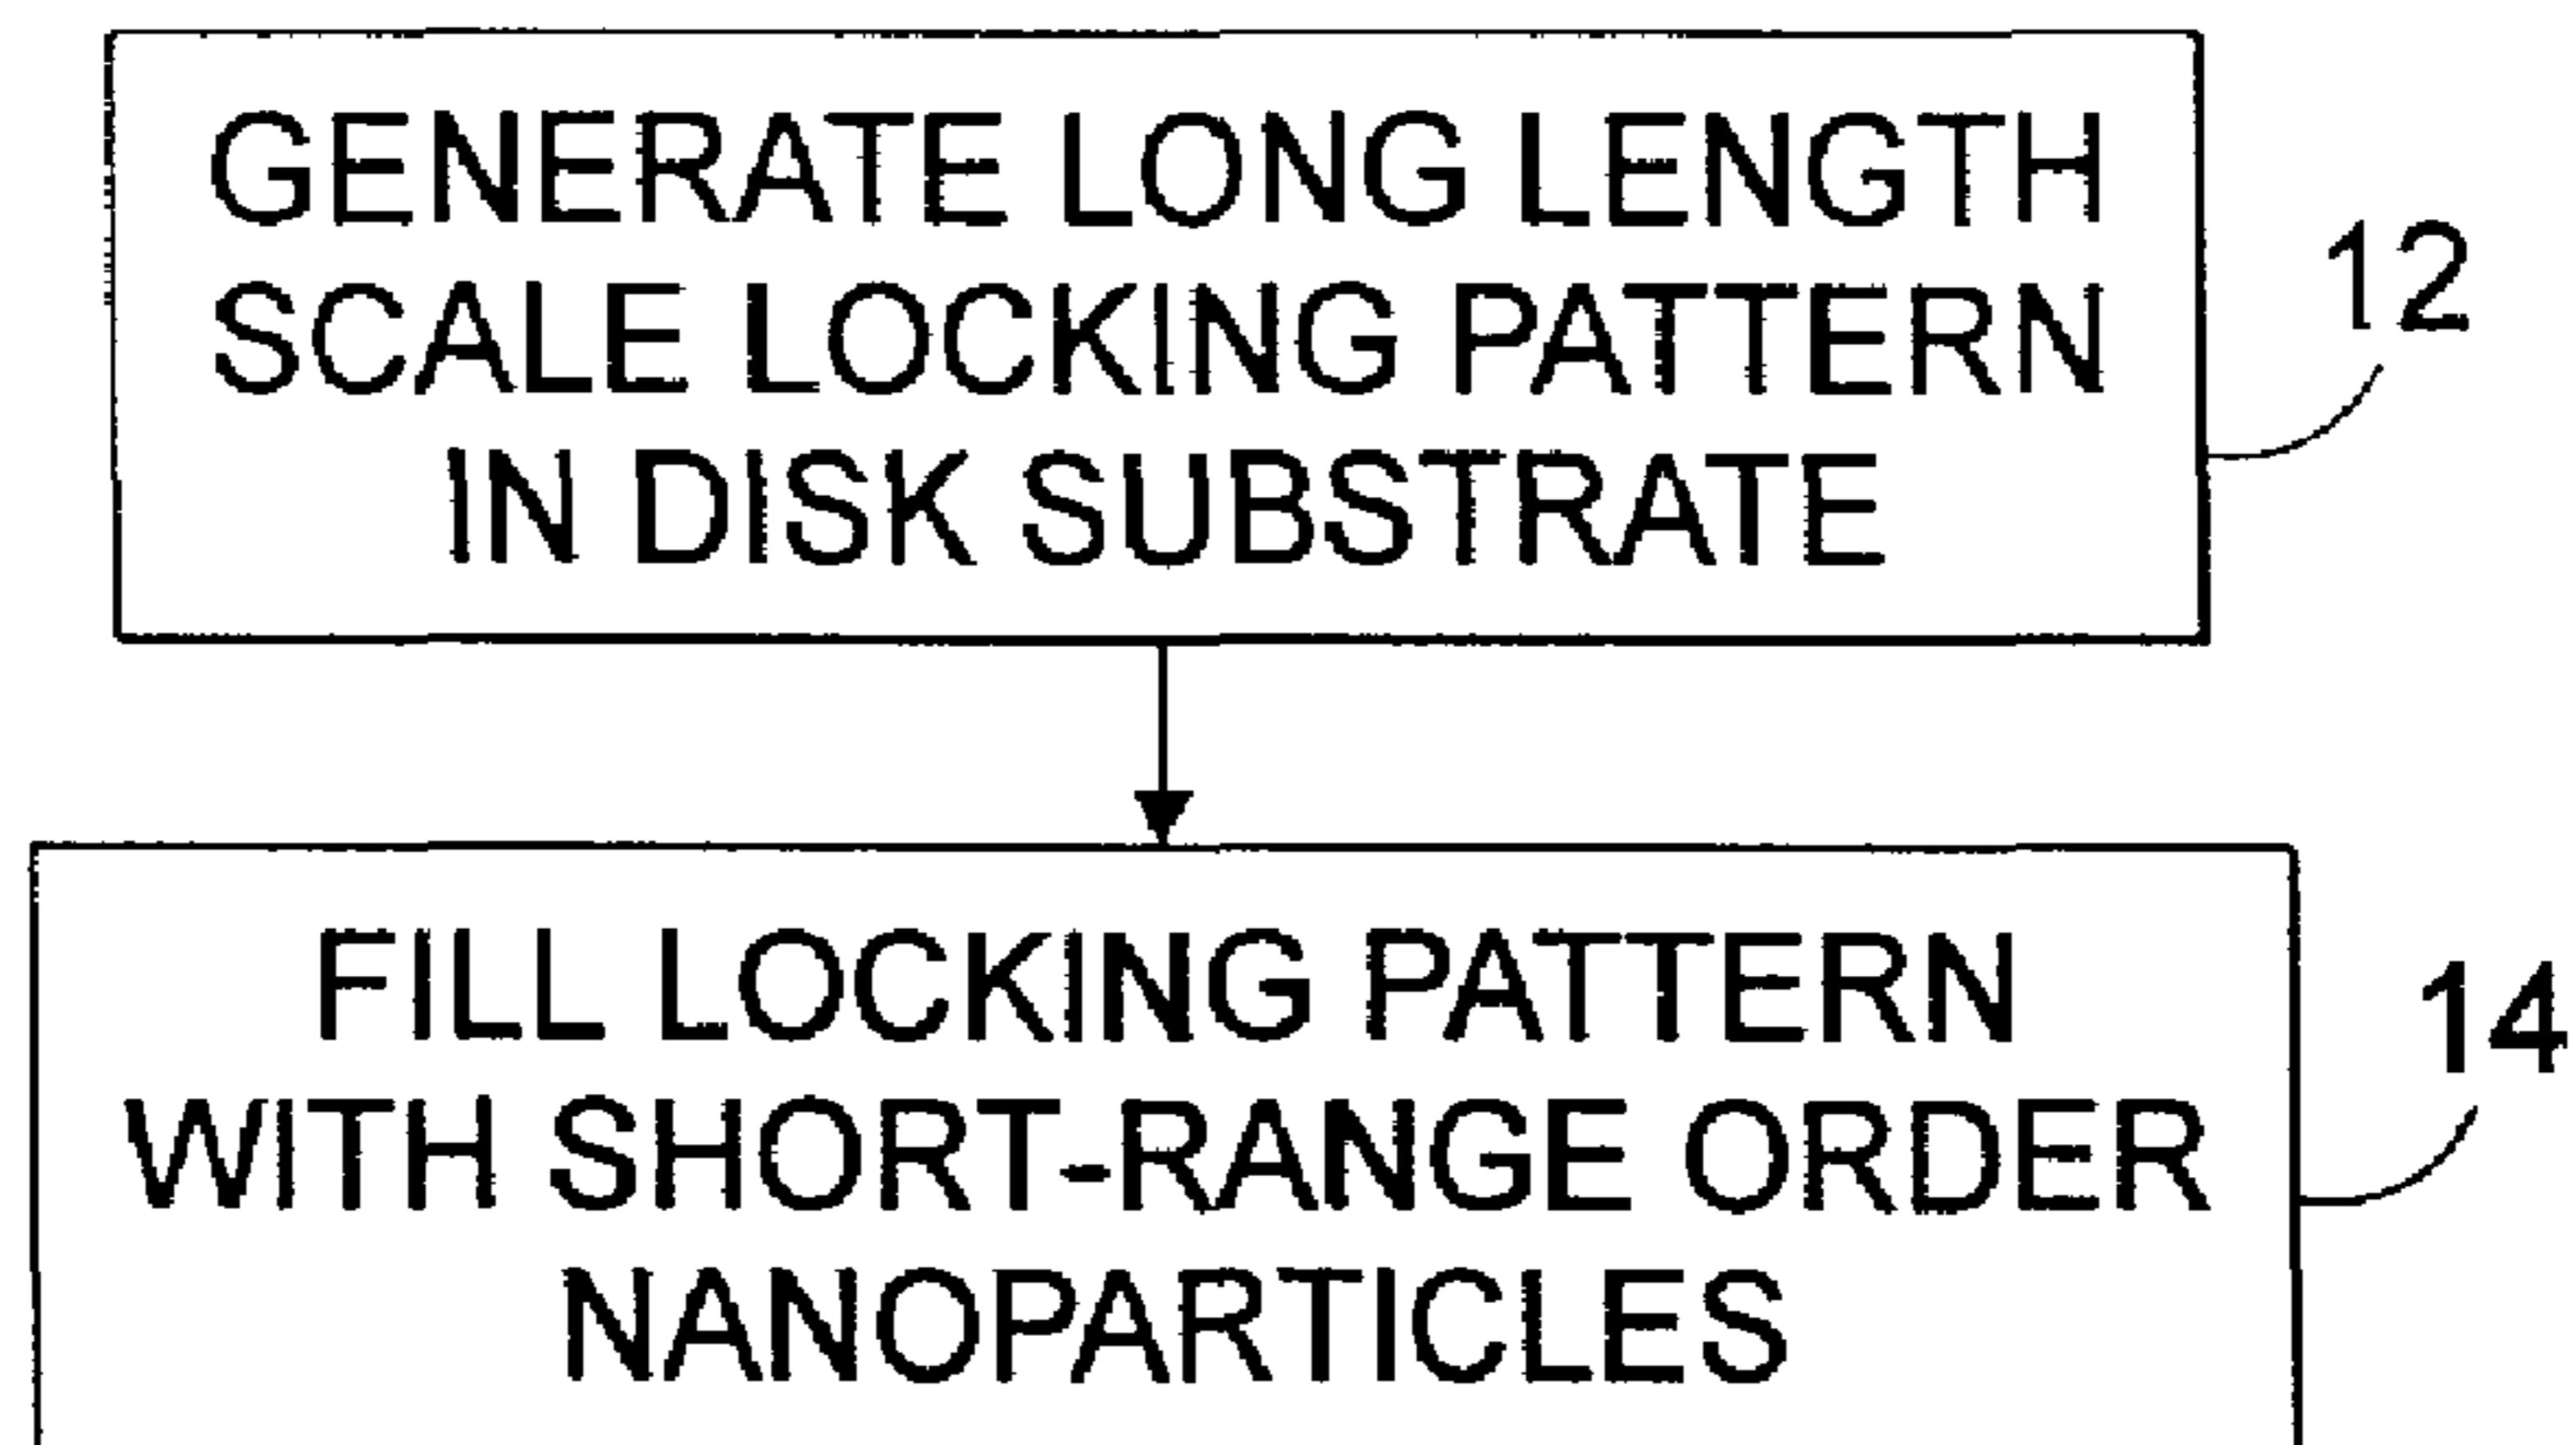 GENERATE LONG LENGTH
SCALE LOCKING PATTERN
IN DISK SUBSTRATE
12
FILL LOCKING PATTERN
WITH SHORT-RANGE ORDER
NANOPARTICLES
14